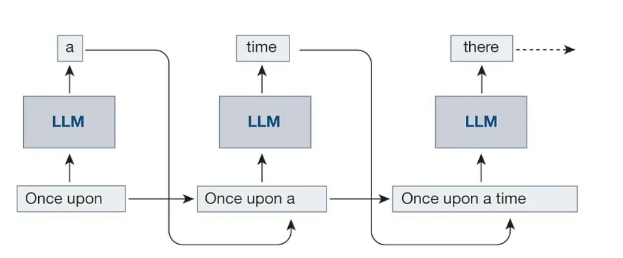 a
time
there
LLM
LLM
LLM
Once upon
Once upon a
Once upon a time